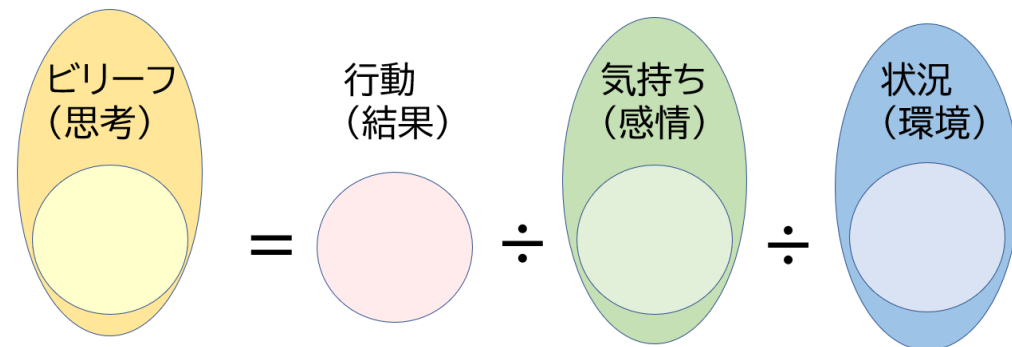 ビリーフ
（思考）
行動
（結果）
気持ち
（感情）
状況
（環境）
＝
÷
÷